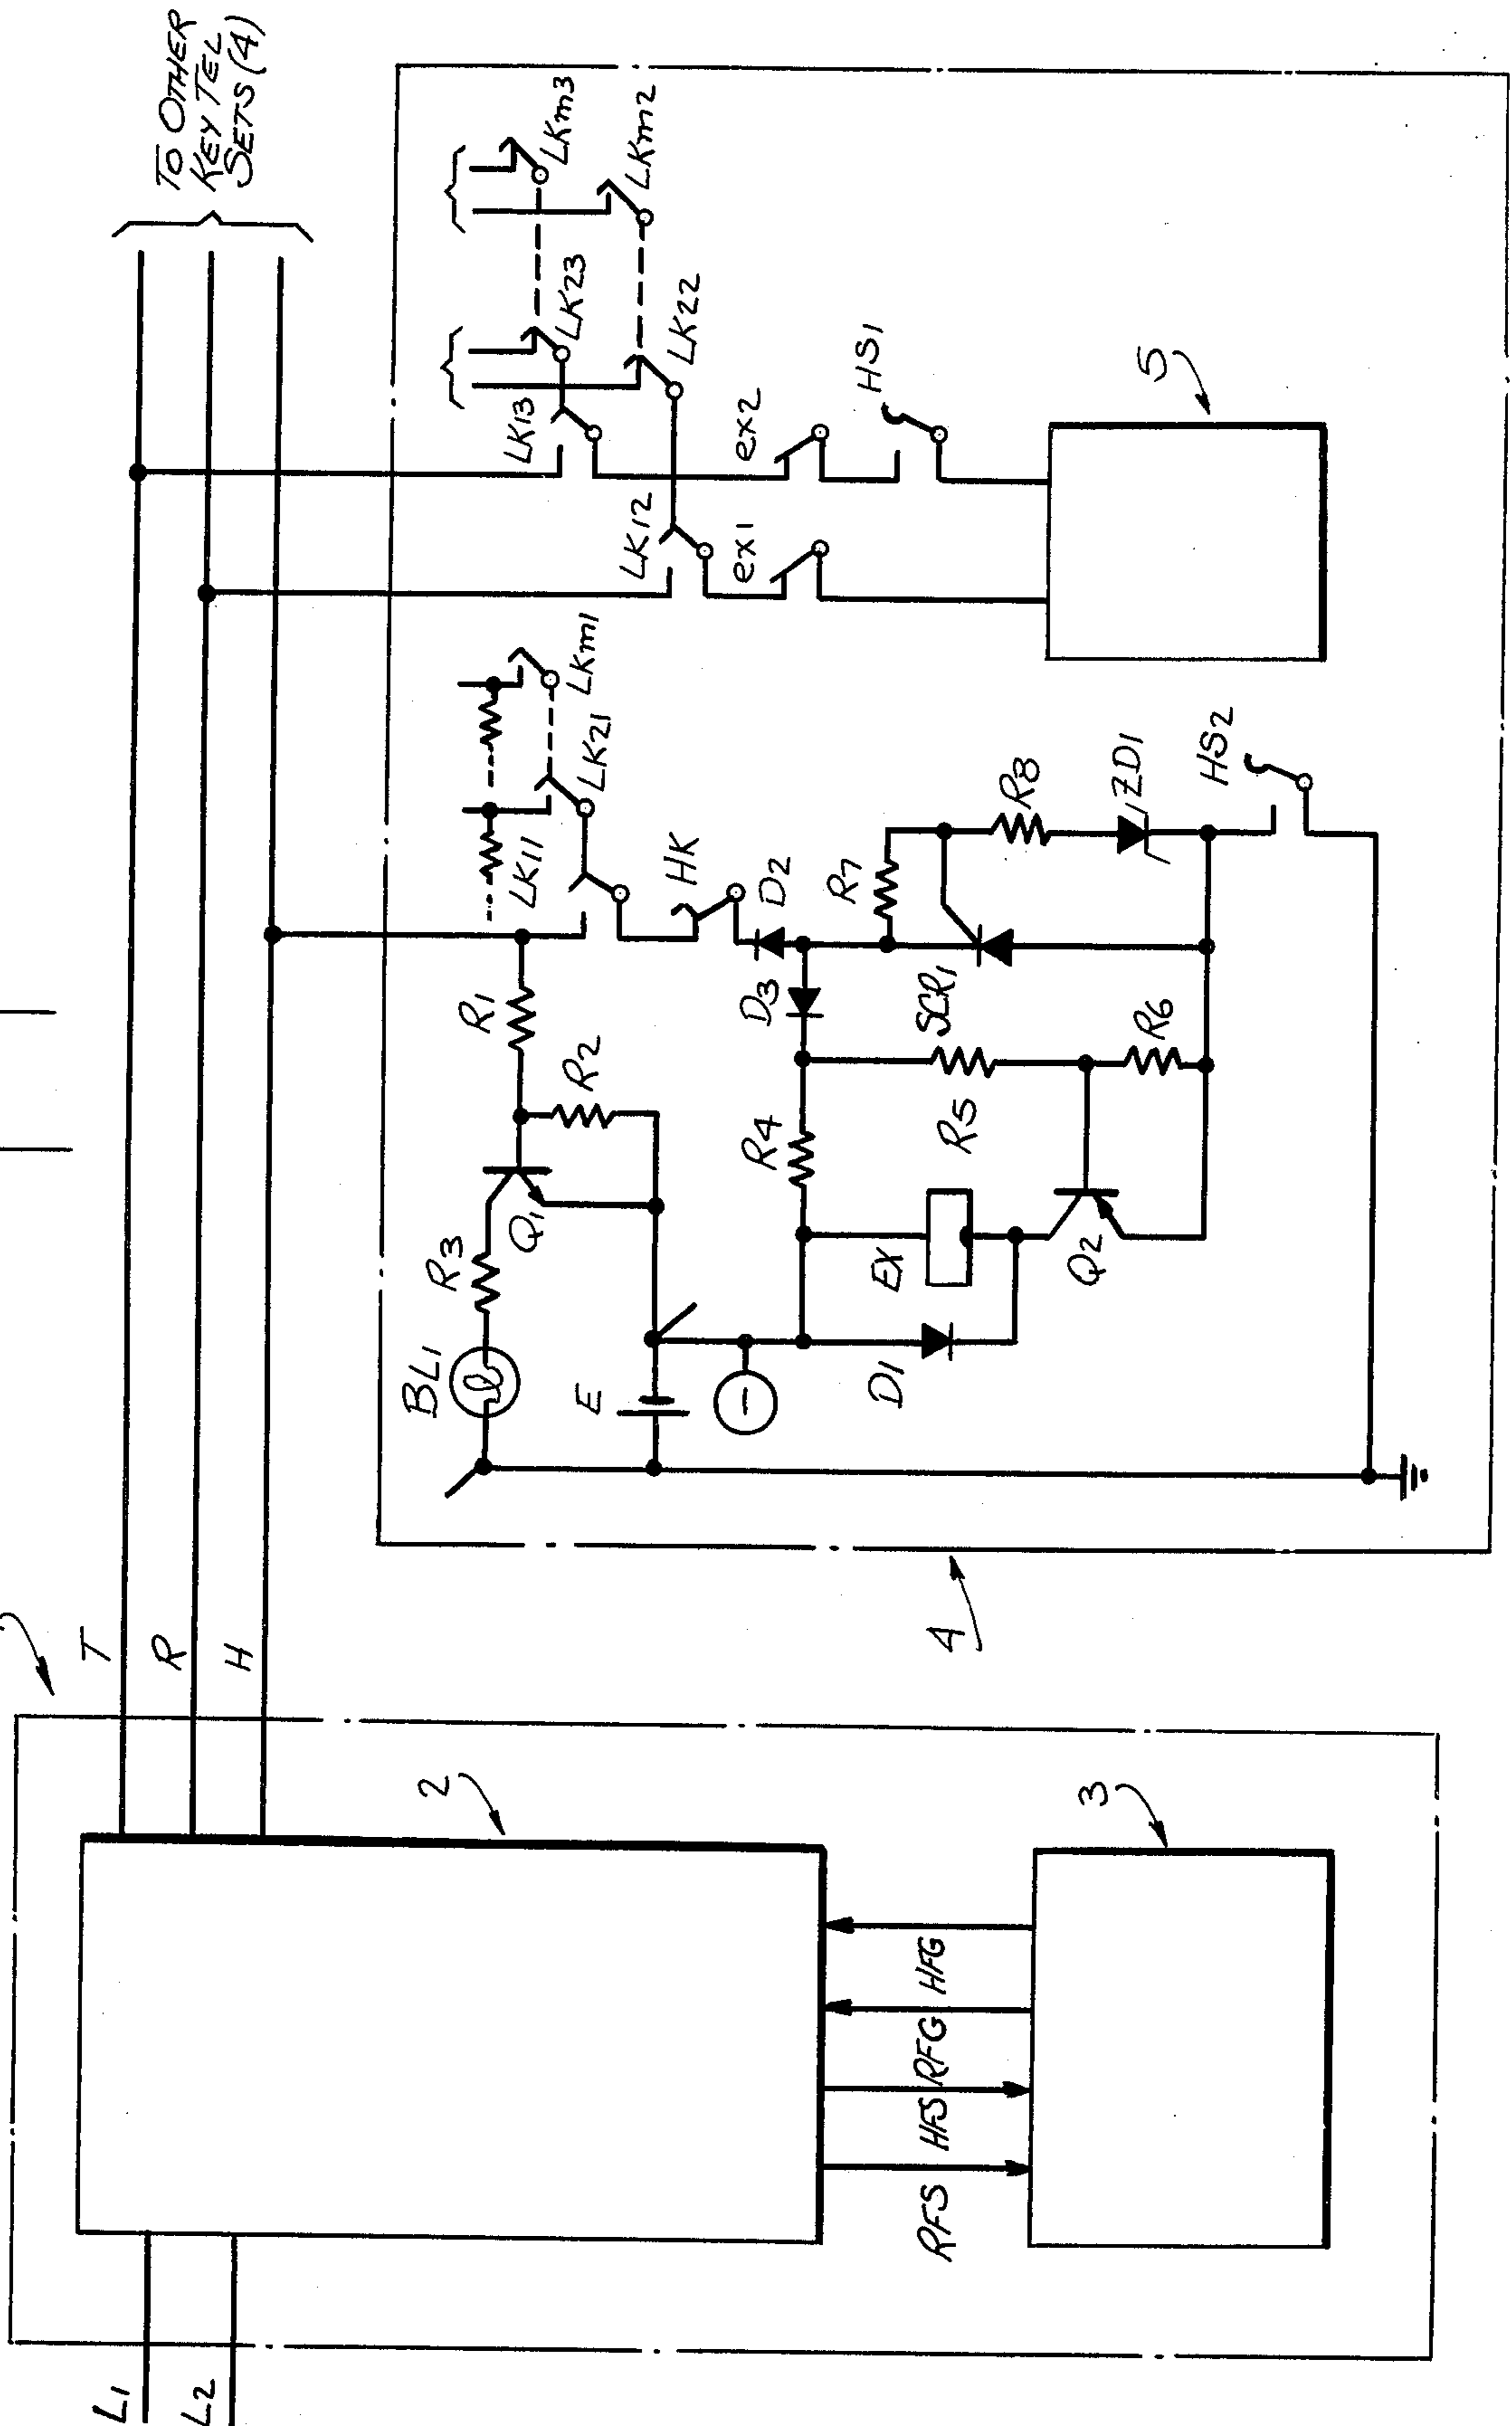 TO OTHER
KEY TEL
SETS (4)
T
R
H
L1
L2
2
3
RFS
HFS
RFG
HFG
4
5
BL1
R3
Q1
R1
R2
E
−
LK11
LK21
LKm1
HK
LK12
LK13
LK22
LK23
LKm2
LKm3
ex1
ex2
HS1
D2
D3
R4
EX
D1
R5
Q2
R6
SCR1
R7
R8
ZD1
HS2